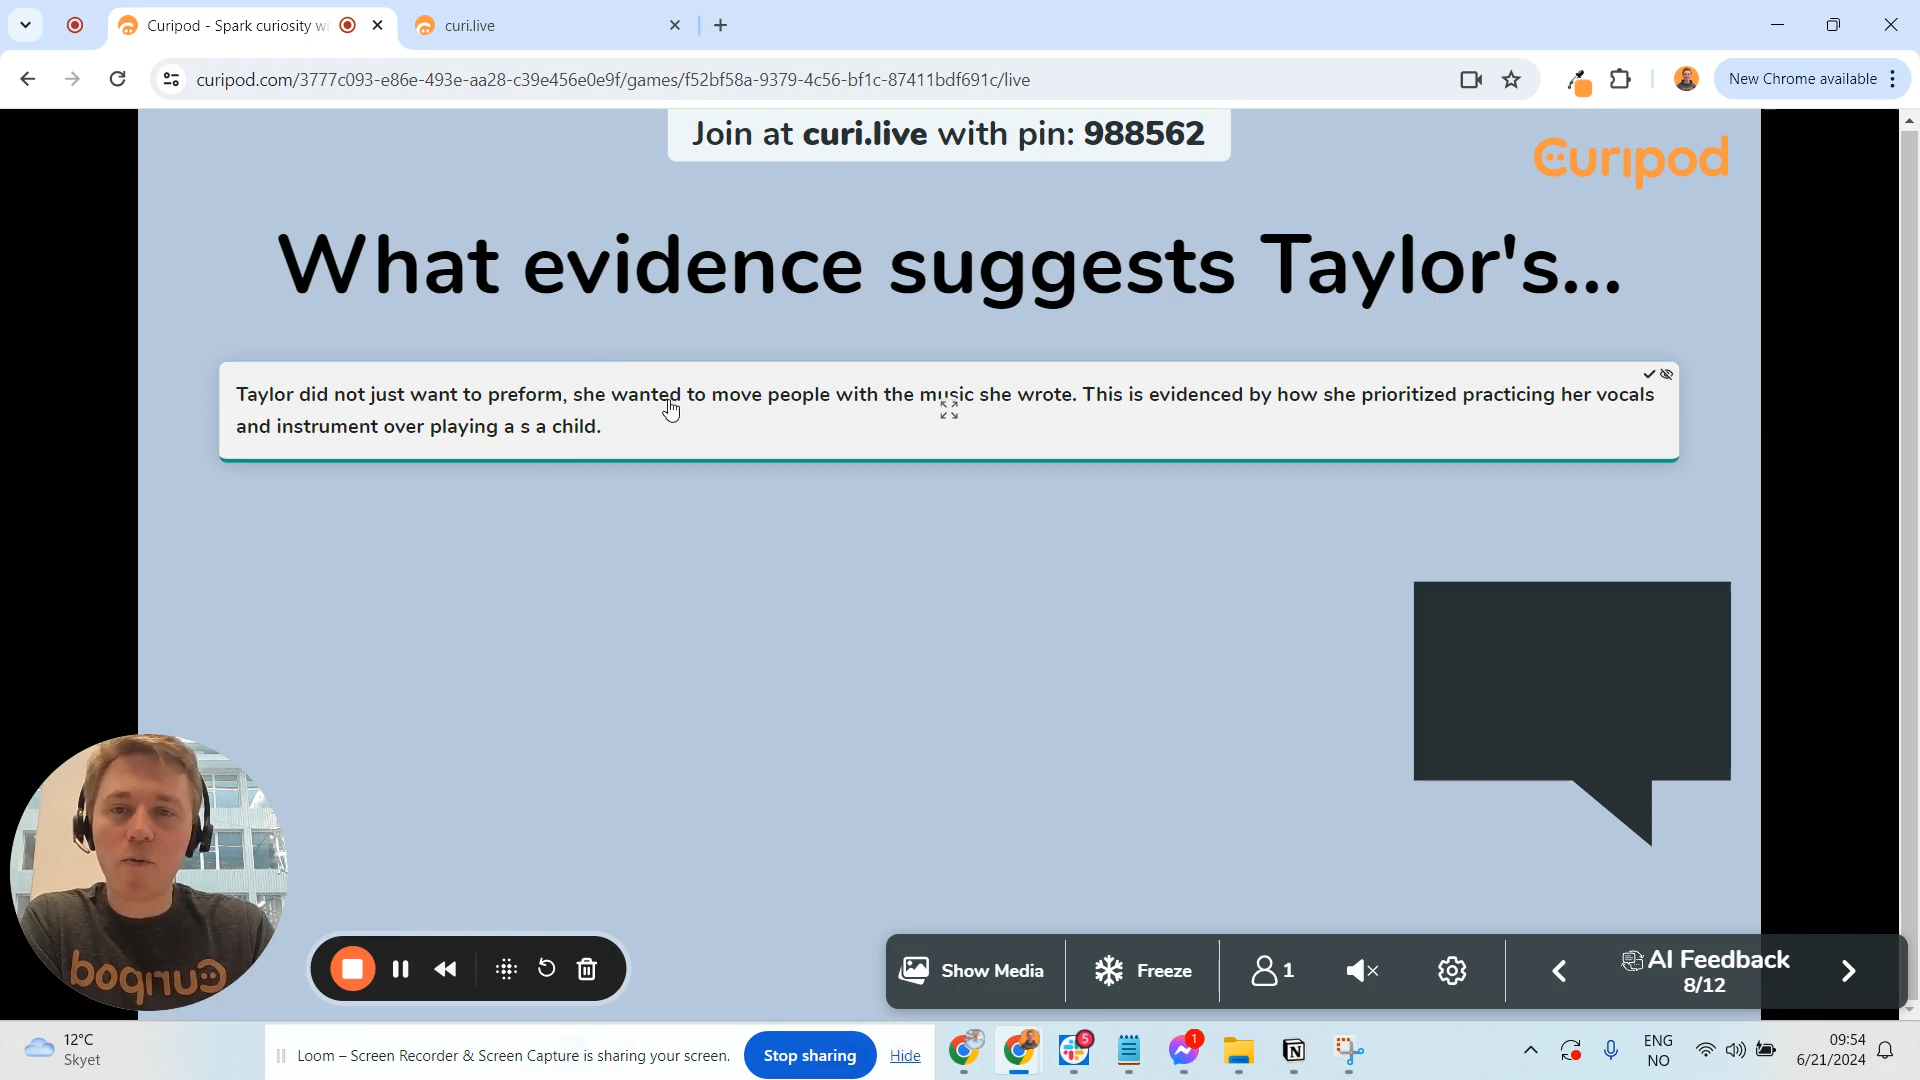 Curipod - Spark curiosity wi
curi.live
curipod.com/3777c093-e86e-493e-aa28-c39e456e0e9f/games/f52bf58a-9379-4c56-bf1c-87411bdf691c/live
New Chrome available
Join at curi.live with pin: 988562
Curipod
What evidence suggests Taylor's...
Taylor did not just want to preform, she wanted to move people with the music she wrote. This is evidenced by how she prioritized practicing her vocals
and instrument over playing a s a child.
Curipod
Show Media
Freeze
1
AI Feedback
8/12
12°C
Skyet
Loom – Screen Recorder & Screen Capture is sharing your screen.
Stop sharing
Hide
5
1
ENG
NO
09:54
6/21/2024